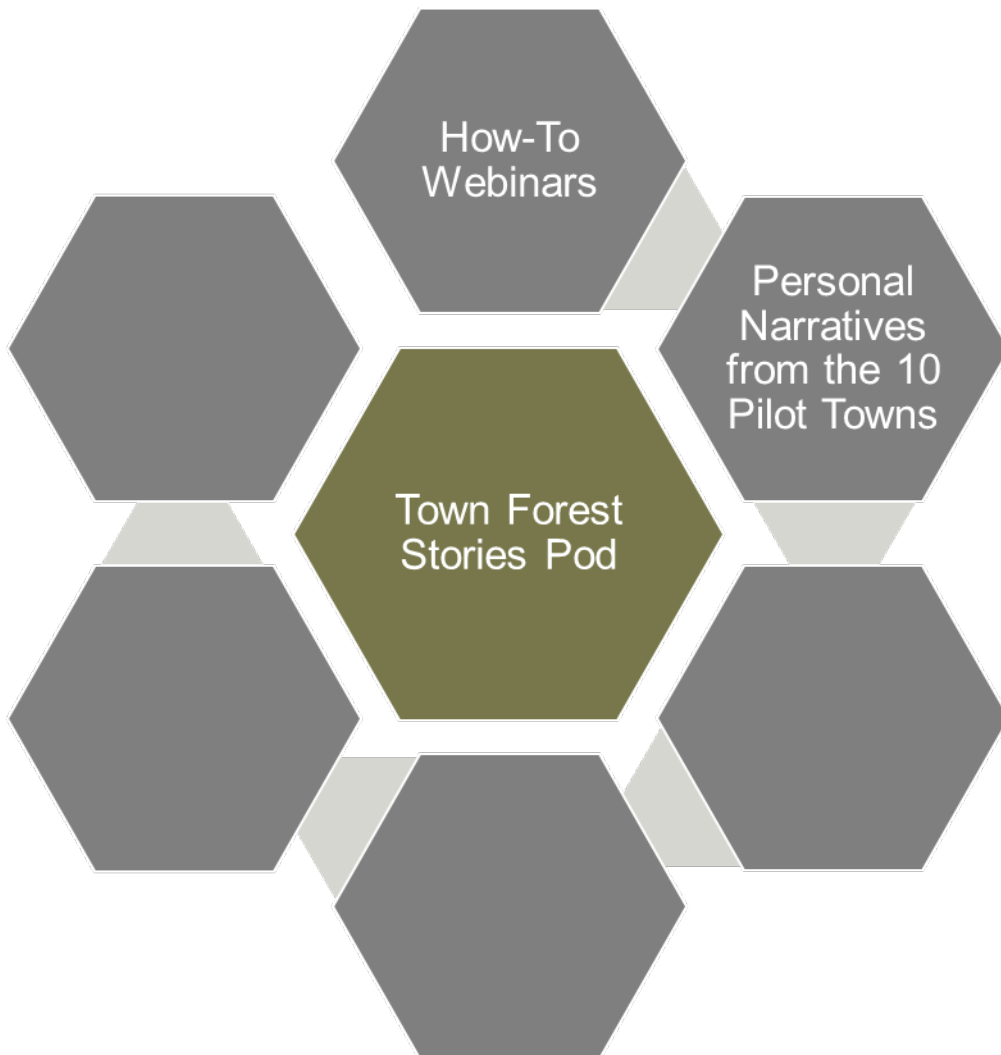 How-To
Webinars
Personal
Narratives
from the 10
Pilot Towns
Town Forest
Stories Pod